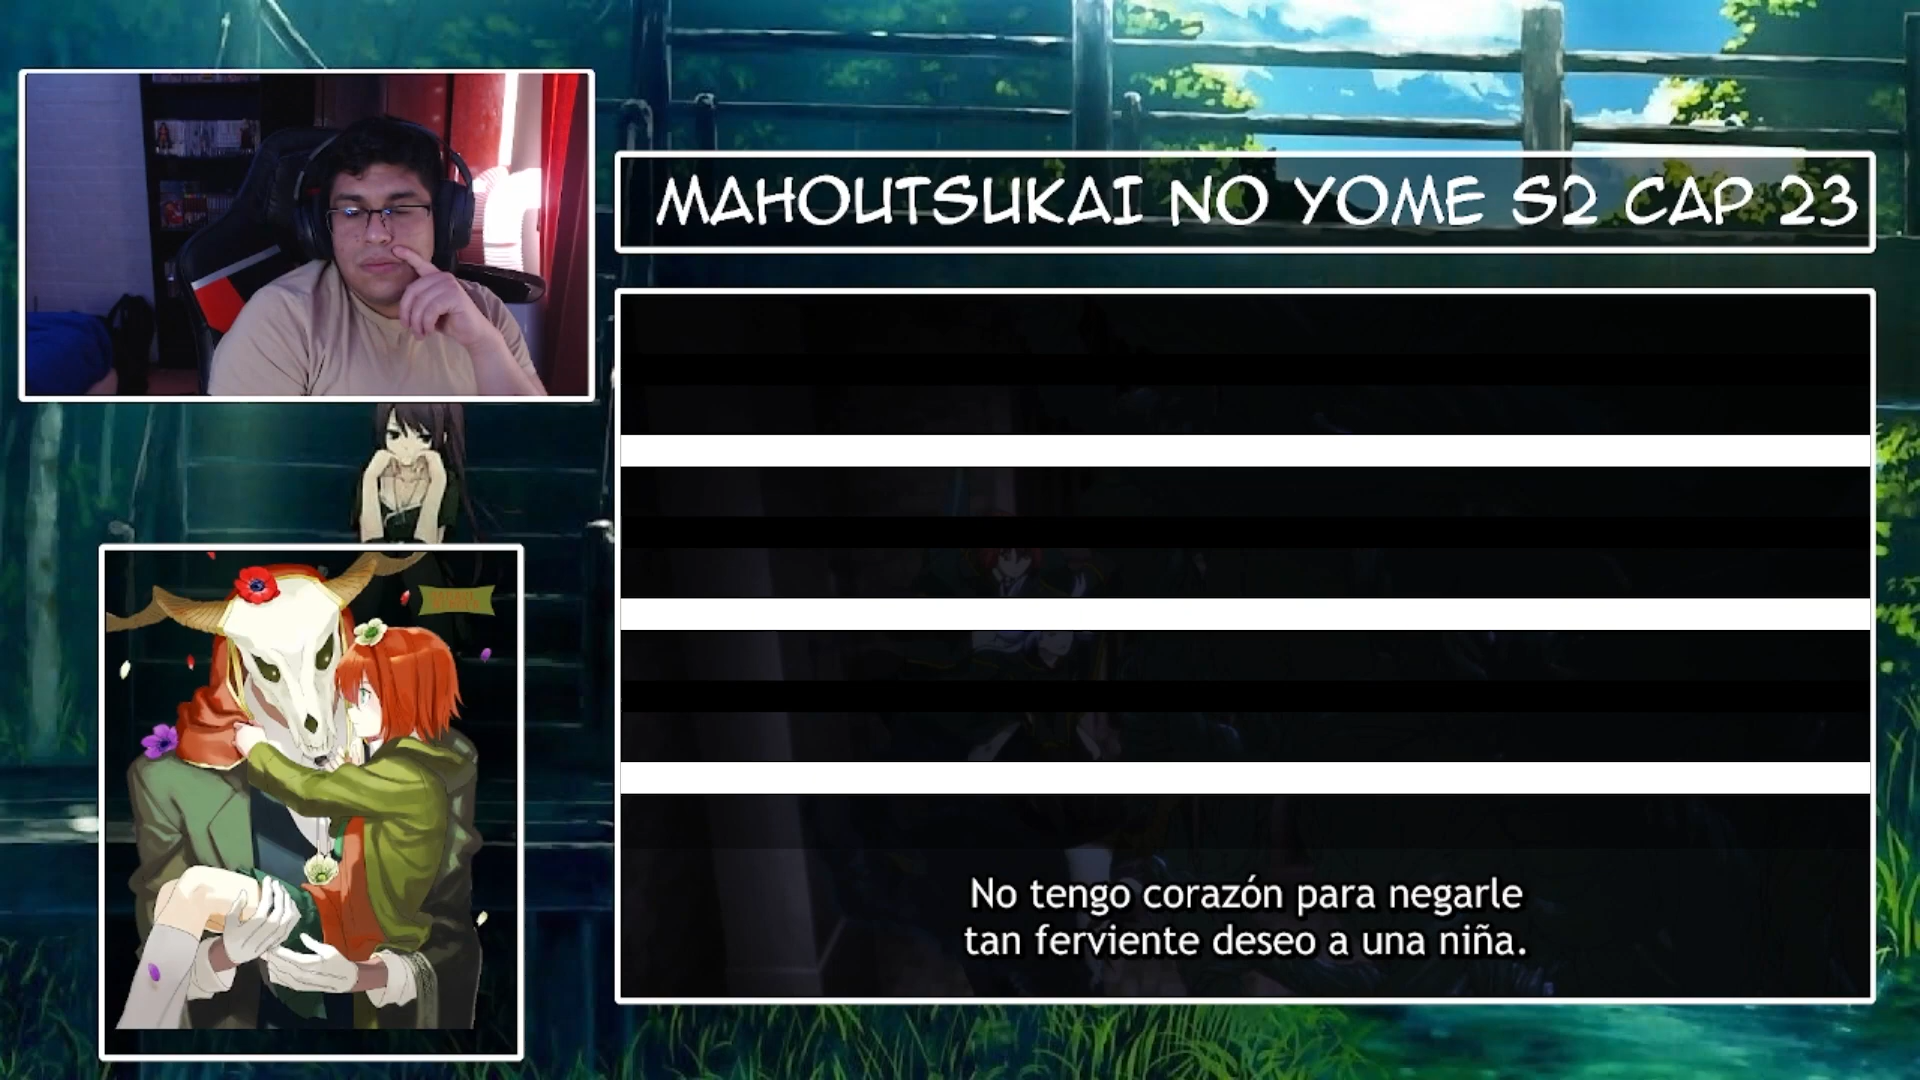 MAHOUTSUKAI NO YOME S2 CAP 23
No tengo corazón para negarle
tan ferviente deseo a una niña.